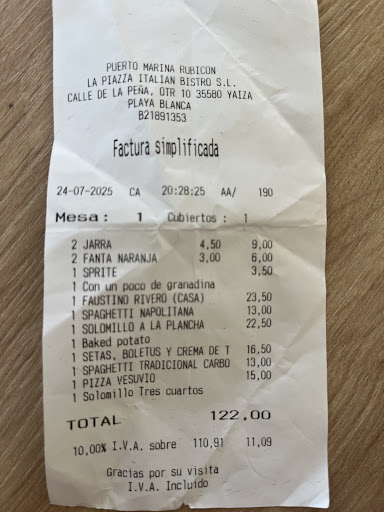 PUERTO MARINA RUBICON
LA PIAZZA ITALIAN BISTRO S.L.
CALLE DE LA PEÑA, OTR 10 35580 YAIZA
PLAYA BLANCA
B21891353
Factura simplificada
24-07-2025 CA 20:28:25 AA/ 190
Mesa: 1 Cubiertos : 1
2 JARRA 4,50 9,00
2 FANTA NARANJA 3,00 6,00
1 SPRITE 3,50
1 Con un poco de granadina
1 FAUSTINO RIVERO (CASA) 23,50
1 SPAGHETTI NAPOLITANA 13,00
1 SOLOMILLO A LA PLANCHA 22,50
1 Baked potato
1 SETAS, BOLETUS Y CREMA DE T 16,50
1 SPAGHETTI TRADICIONAL CARBO 13,00
1 PIZZA VESUVIO 15,00
1 Solomillo Tres cuartos
TOTAL 122,00
10,00% I.V.A. sobre 110,91 11,09
Gracias por su visita
I.V.A. Incluido